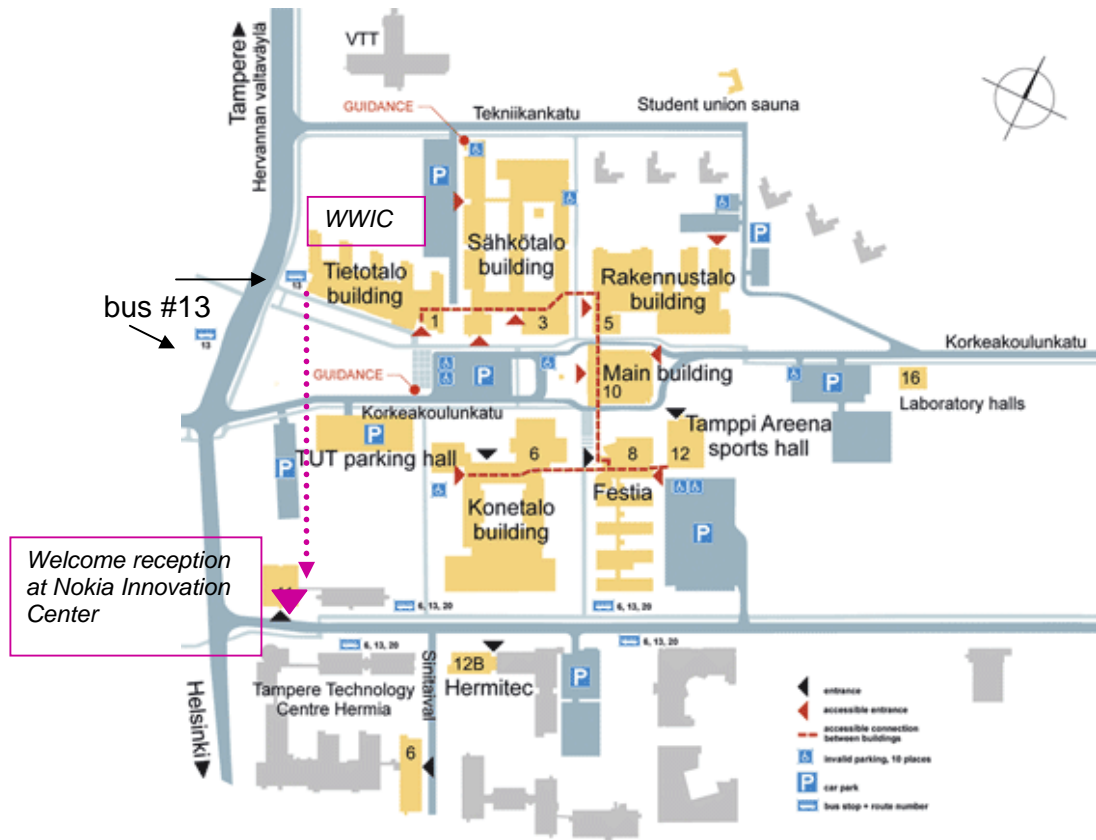 Tampere
Hervannan valtaväylä
VTT
GUIDANCE
Tekniikankatu
Student union sauna
P
WWIC
Sähkötalo
building
P
Tietotalo
building
Rakennustalo
building
bus #13
13
13
1
3
5
Korkeakoulunkatu
GUIDANCE
P
Main building
10
P
16
Laboratory halls
Korkeakoulunkatu
P
TUT parking hall
P
6
8
12
Tamppi Areena
sports hall
Konetalo
building
Festia
P
Welcome reception
at Nokia Innovation
Center
6, 13, 20
6, 13, 20
6, 13, 20
6, 13, 20
Helsinki
Tampere Technology
Centre Hermia
Sinitaival
12B
Hermitec
P
6
entrance
accessible entrance
accessible connection
between buildings
invalid parking, 10 places
P
car park
bus stop + route number